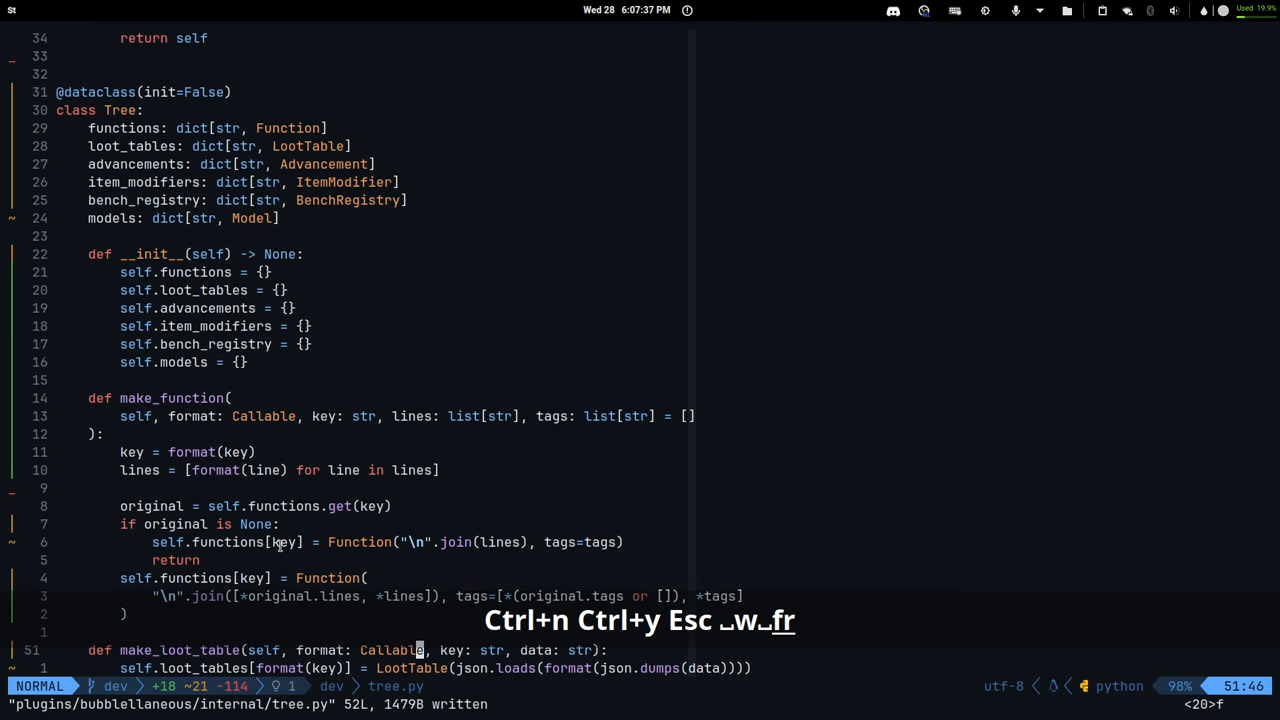 St
Wed 28 6:07:37 PM
Used 19.9%
34 return self
33
32
31 @dataclass(init=False)
30 class Tree:
29 functions: dict[str, Function]
28 loot_tables: dict[str, LootTable]
27 advancements: dict[str, Advancement]
26 item_modifiers: dict[str, ItemModifier]
25 bench_registry: dict[str, BenchRegistry]
~ 24 models: dict[str, Model]
23
22 def __init__(self) -> None:
21 self.functions = {}
20 self.loot_tables = {}
19 self.advancements = {}
18 self.item_modifiers = {}
17 self.bench_registry = {}
16 self.models = {}
15
14 def make_function(
13 self, format: Callable, key: str, lines: list[str], tags: list[str] = []
12 ):
11 key = format(key)
10 lines = [format(line) for line in lines]
9
8 original = self.functions.get(key)
7 if original is None:
~ 6 self.functions[key] = Function("\n".join(lines), tags=tags)
5 return
4 self.functions[key] = Function(
3 "\n".join([*original.lines, *lines]), tags=[*(original.tags or []), *tags]
2 )
1
Ctrl+n Ctrl+y Esc ␣w␣fr
51 def make_loot_table(self, format: Callable, key: str, data: str):
~ 1 self.loot_tables[format(key)] = LootTable(json.loads(format(json.dumps(data))))
NORMAL dev +18 ~21 -114 1 dev > tree.py utf-8 python 98% 51:46
"plugins/bubblellaneous/internal/tree.py" 52L, 1479B written <20>f